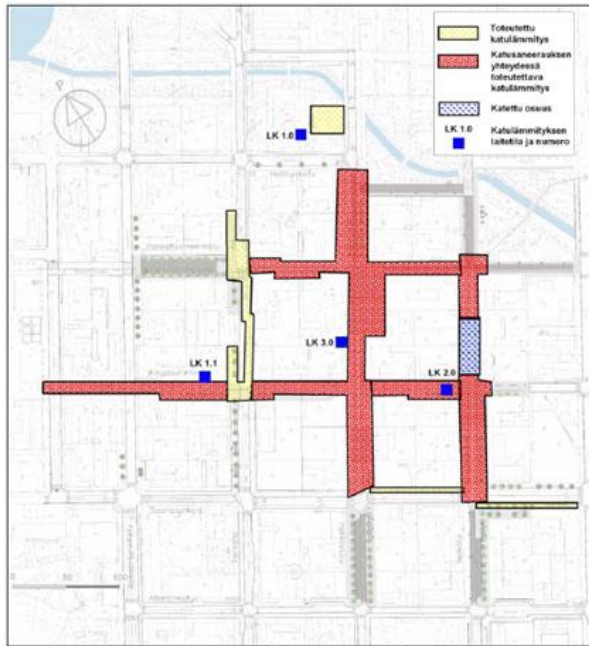 Toteutettu
katulämmitys
Katusaneerauksen
yhteydessä
toteutettava
katulämmitys
Katettu osuus
LK 1.0
Katulämmityksen
laitetila ja numero
P
LK 1.0
LK 3.0
LK 1.1
LK 2.0
0 50 100